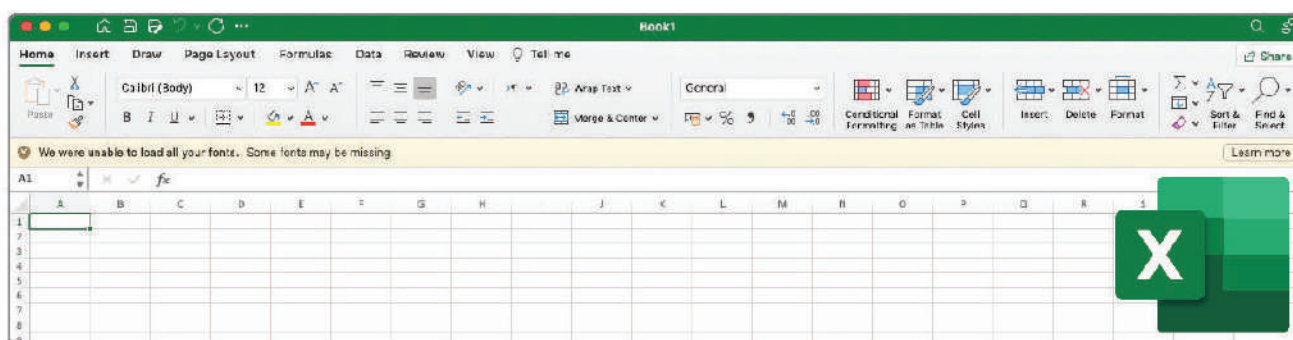 Book1
Home Insert Draw Page Layout Formulas Data Review View Tell me Share
Calibri (Body) 12 A^ A˅ Wrap Text General
Paste B I U A Merge & Center % Conditional Formatting Format as Table Cell Styles Insert Delete Format Sort & Filter Find & Select
We were unable to load all your fonts. Some fonts may be missing Learn more
A1 fx
A B C D E F G H J K L M N O P Q R S
1
2
3
4
5
6
7
8
9
X